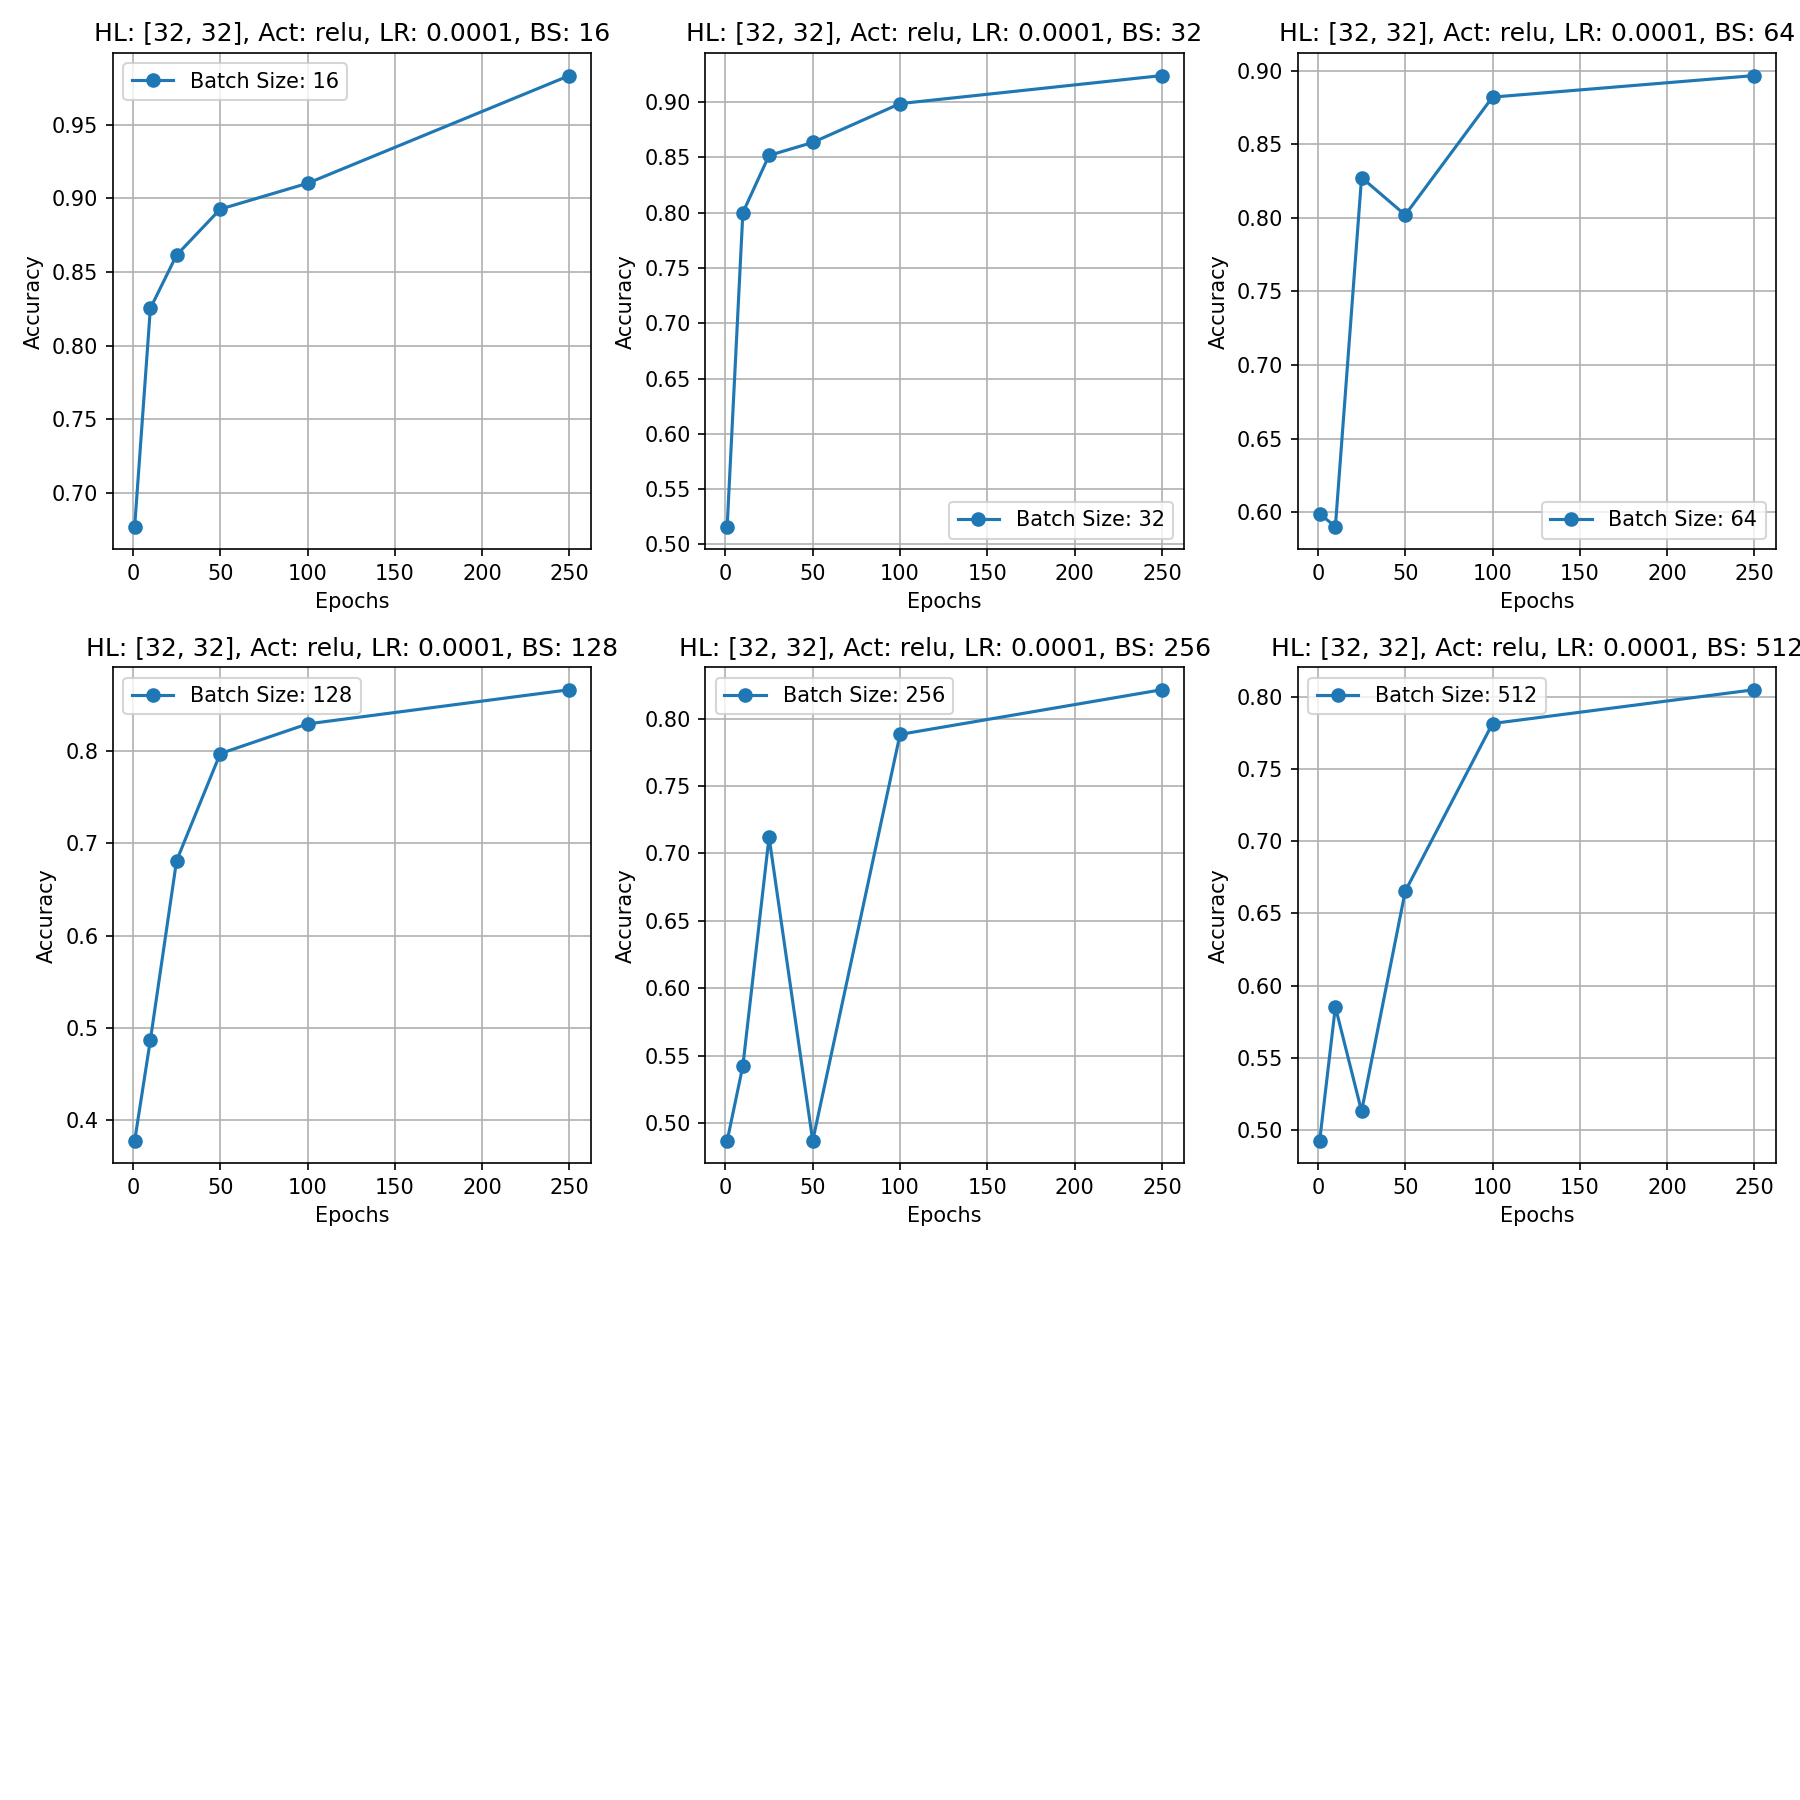 HL: [32, 32], Act: relu, LR: 0.0001, BS: 16
Batch Size: 16
Accuracy
0.95
0.90
0.85
0.80
0.75
0.70
0 50 100 150 200 250
Epochs
HL: [32, 32], Act: relu, LR: 0.0001, BS: 32
Accuracy
0.90
0.85
0.80
0.75
0.70
0.65
0.60
0.55
0.50
Batch Size: 32
0 50 100 150 200 250
Epochs
HL: [32, 32], Act: relu, LR: 0.0001, BS: 64
Accuracy
0.90
0.85
0.80
0.75
0.70
0.65
0.60
Batch Size: 64
0 50 100 150 200 250
Epochs
HL: [32, 32], Act: relu, LR: 0.0001, BS: 128
Batch Size: 128
Accuracy
0.8
0.7
0.6
0.5
0.4
0 50 100 150 200 250
Epochs
HL: [32, 32], Act: relu, LR: 0.0001, BS: 256
Batch Size: 256
Accuracy
0.80
0.75
0.70
0.65
0.60
0.55
0.50
0 50 100 150 200 250
Epochs
HL: [32, 32], Act: relu, LR: 0.0001, BS: 512
Batch Size: 512
Accuracy
0.80
0.75
0.70
0.65
0.60
0.55
0.50
0 50 100 150 200 250
Epochs